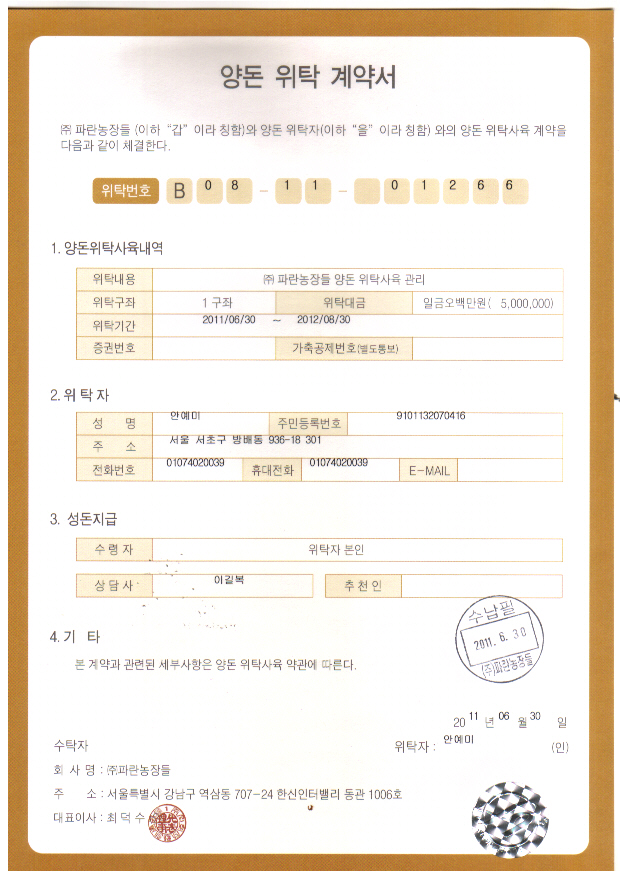 양돈 위탁 계약서
㈜ 파란농장들 (이하 “갑” 이라 칭함)와 양돈 위탁자(이하 “을” 이라 칭함) 와의 양돈 위탁사육 계약을
다음과 같이 체결한다.
위탁번호 B 0 8 - 1 1 - 0 1 2 6 6
1. 양돈위탁사육내역
위탁내용 ㈜ 파란농장들 양돈 위탁사육 관리
위탁구좌 1 구좌 위탁대금 일금오백만원( 5,000,000)
위탁기간 2011/06/30 ~ 2012/08/30
증권번호 가축공제번호(별도통보)
2. 위 탁 자
성 명 안예미 주민등록번호 9101132070416
주 소 서울 서초구 방배동 936-18 301
전화번호 01074020039 휴대전화 01074020039 E-MAIL
3. 성돈지급
수 령 자 위탁자 본인
상 담 사 이길복 추 천 인
수납필
2011. 6. 30
(주)파란농장들
4. 기 타
본 계약과 관련된 세부사항은 양돈 위탁사육 약관에 따른다.
20 11 년 06 월 30 일
수탁자 위탁자 : 안예미 (인)
회 사 명 : ㈜파란농장들
주 소 : 서울특별시 강남구 역삼동 707-24 한신인터밸리 동관 1006호
대표이사 : 최 덕 수